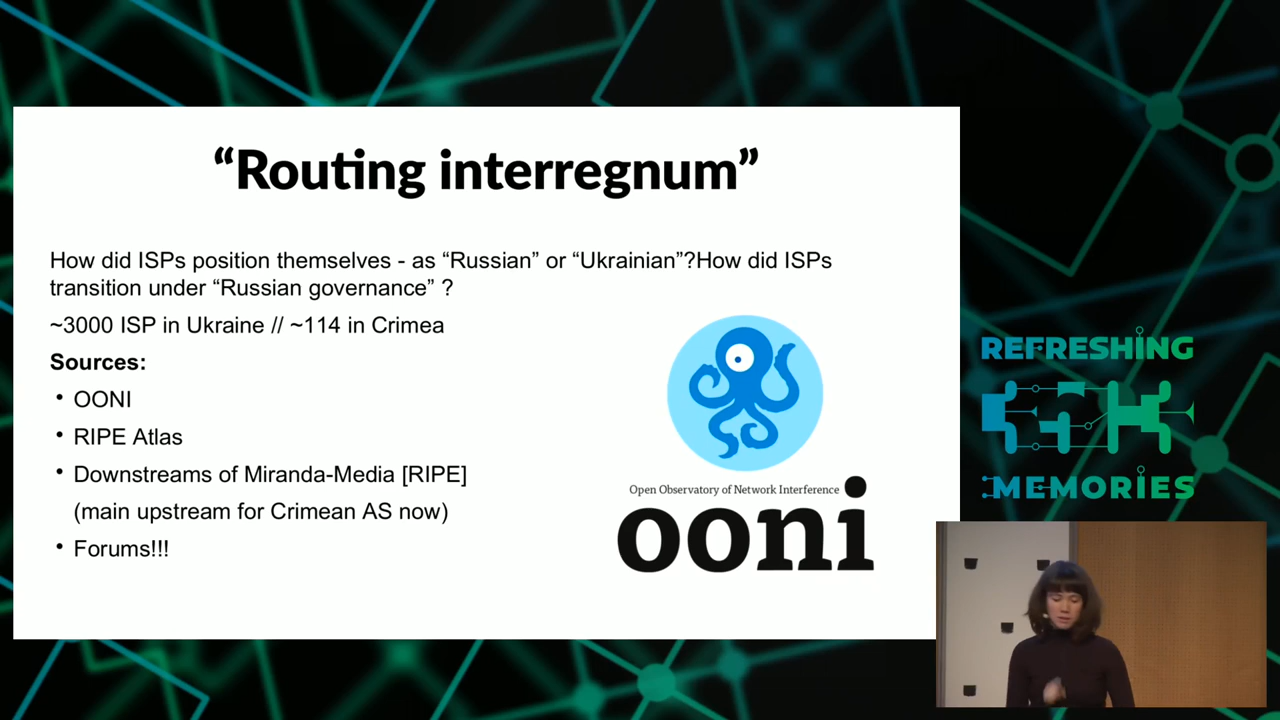 “Routing interregnum”
How did ISPs position themselves - as “Russian” or “Ukrainian”?How did ISPs
transition under “Russian governance” ?
~3000 ISP in Ukraine // ~114 in Crimea
Sources:
• OONI
• RIPE Atlas
• Downstreams of Miranda-Media [RIPE]
(main upstream for Crimean AS now)
• Forums!!!
Open Observatory of Network Interference
ooni
REFRESHING
35C3
MEMORIES